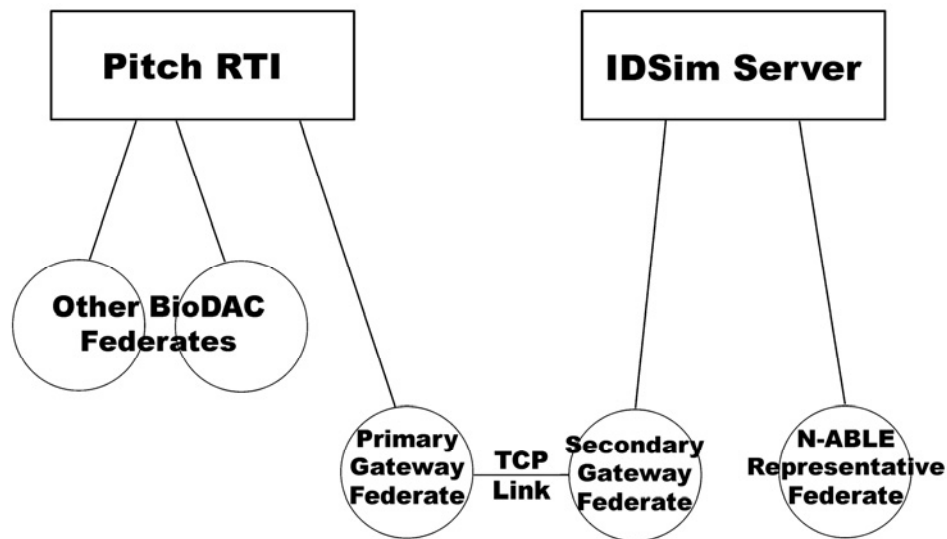 Pitch RTI
IDSim Server
Other BioDAC
Federates
Primary
Gateway
Federate
TCP
Link
Secondary
Gateway
Federate
N-ABLE
Representative
Federate